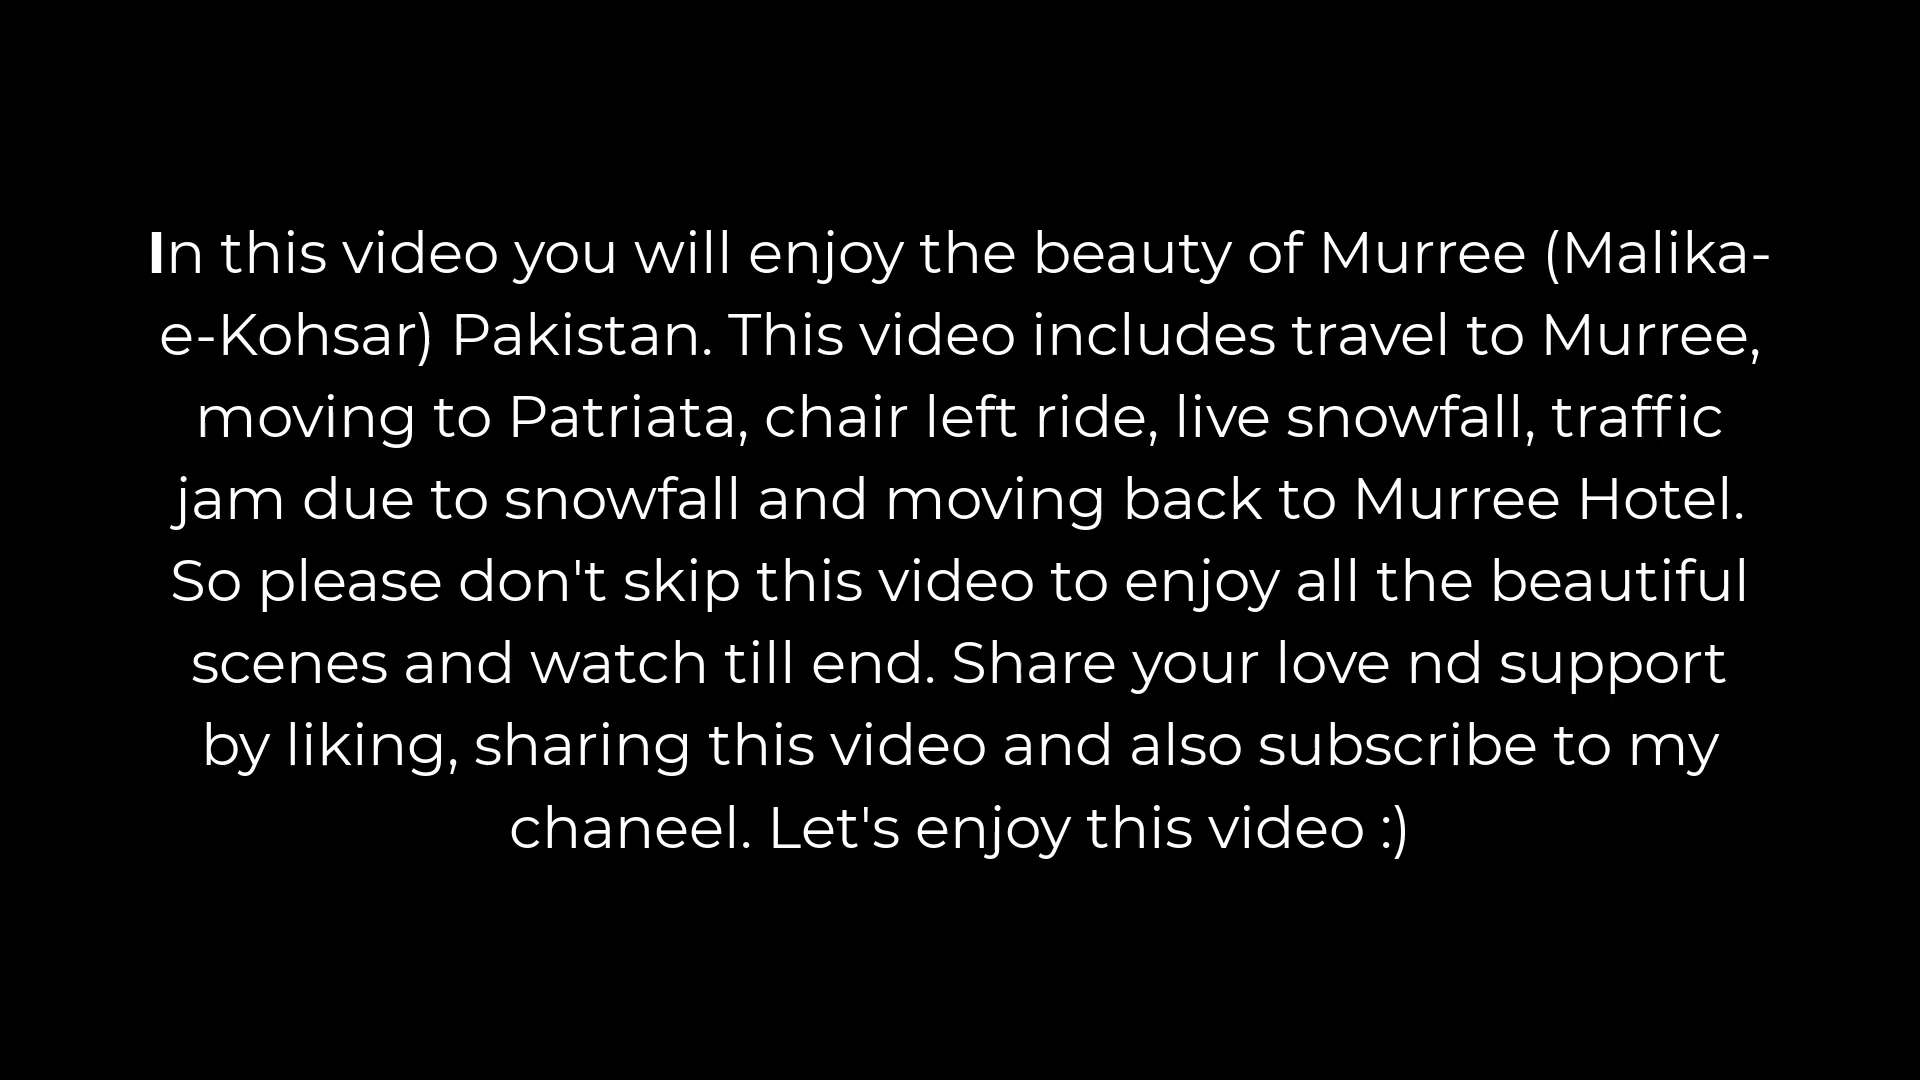 In this video you will enjoy the beauty of Murree (Malika-
e-Kohsar) Pakistan. This video includes travel to Murree,
moving to Patriata, chair left ride, live snowfall, traffic
jam due to snowfall and moving back to Murree Hotel.
So please don't skip this video to enjoy all the beautiful
scenes and watch till end. Share your love nd support
by liking, sharing this video and also subscribe to my
chaneel. Let's enjoy this video :)